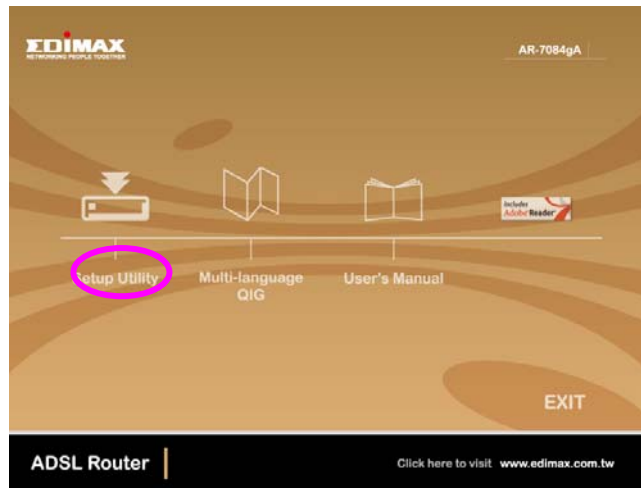 EDIMAX
NETWORKING PEOPLE TOGETHER
AR-7084gA
Includes
Adobe Reader
Setup Utility
Multi-language
QIG
User's Manual
EXIT
ADSL Router
Click here to visit www.edimax.com.tw